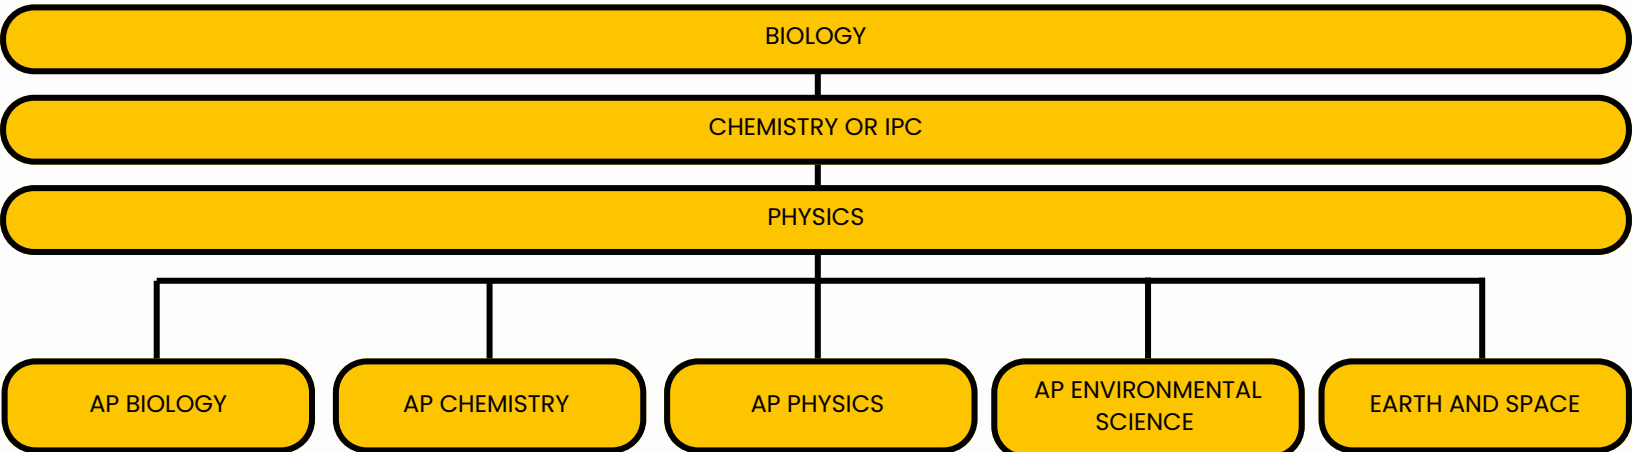 BIOLOGY
CHEMISTRY OR IPC
PHYSICS
AP BIOLOGY
AP CHEMISTRY
AP PHYSICS
AP ENVIRONMENTAL
SCIENCE
EARTH AND SPACE